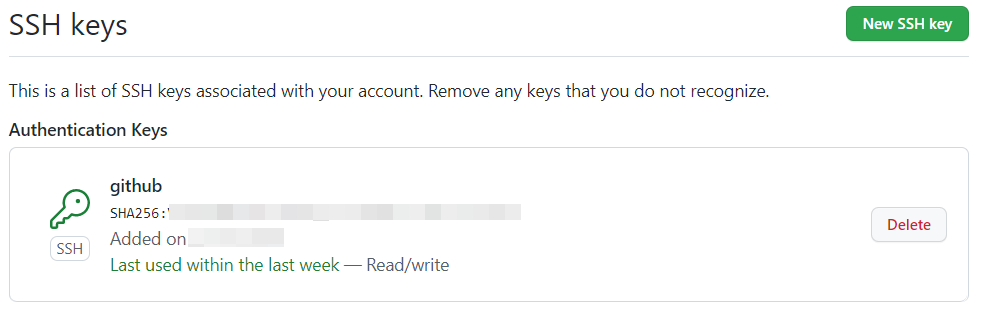 SSH keys
New SSH key
This is a list of SSH keys associated with your account. Remove any keys that you do not recognize.
Authentication Keys
github
SHA256:
Added on
SSH
Last used within the last week — Read/write
Delete